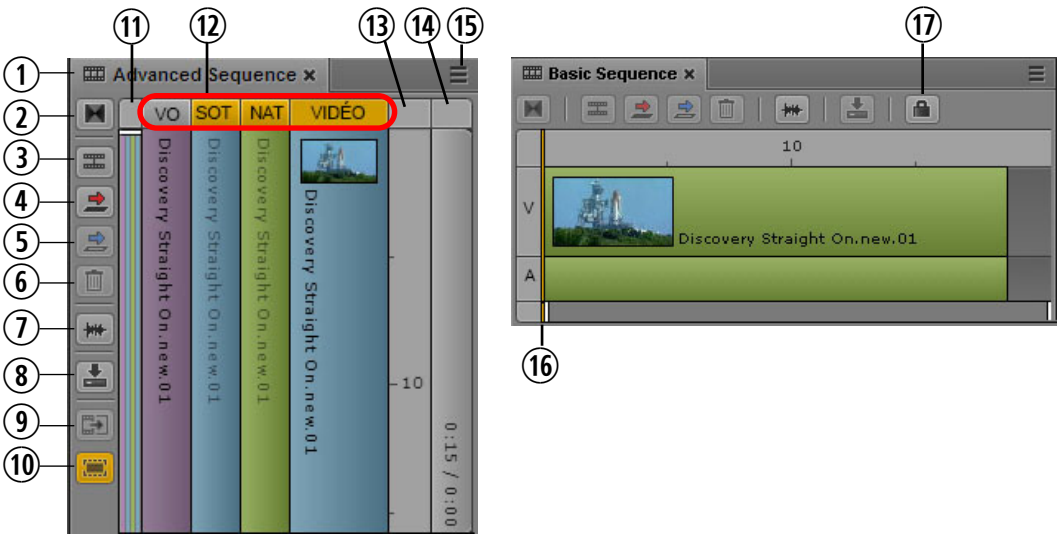 11
12
13
14
15
17
1
Advanced Sequence ×
Basic Sequence ×
2
VO SOT NAT VIDÉO
3
10
4
5
V
Discovery Straight On.new.01
6
A
7
8
9
10
Discovery Straight On.new.01
Discovery Straight On.new.01
Discovery Straight On.new.01
Discovery Straight On.new.01
10
0:15 / 0:00
16